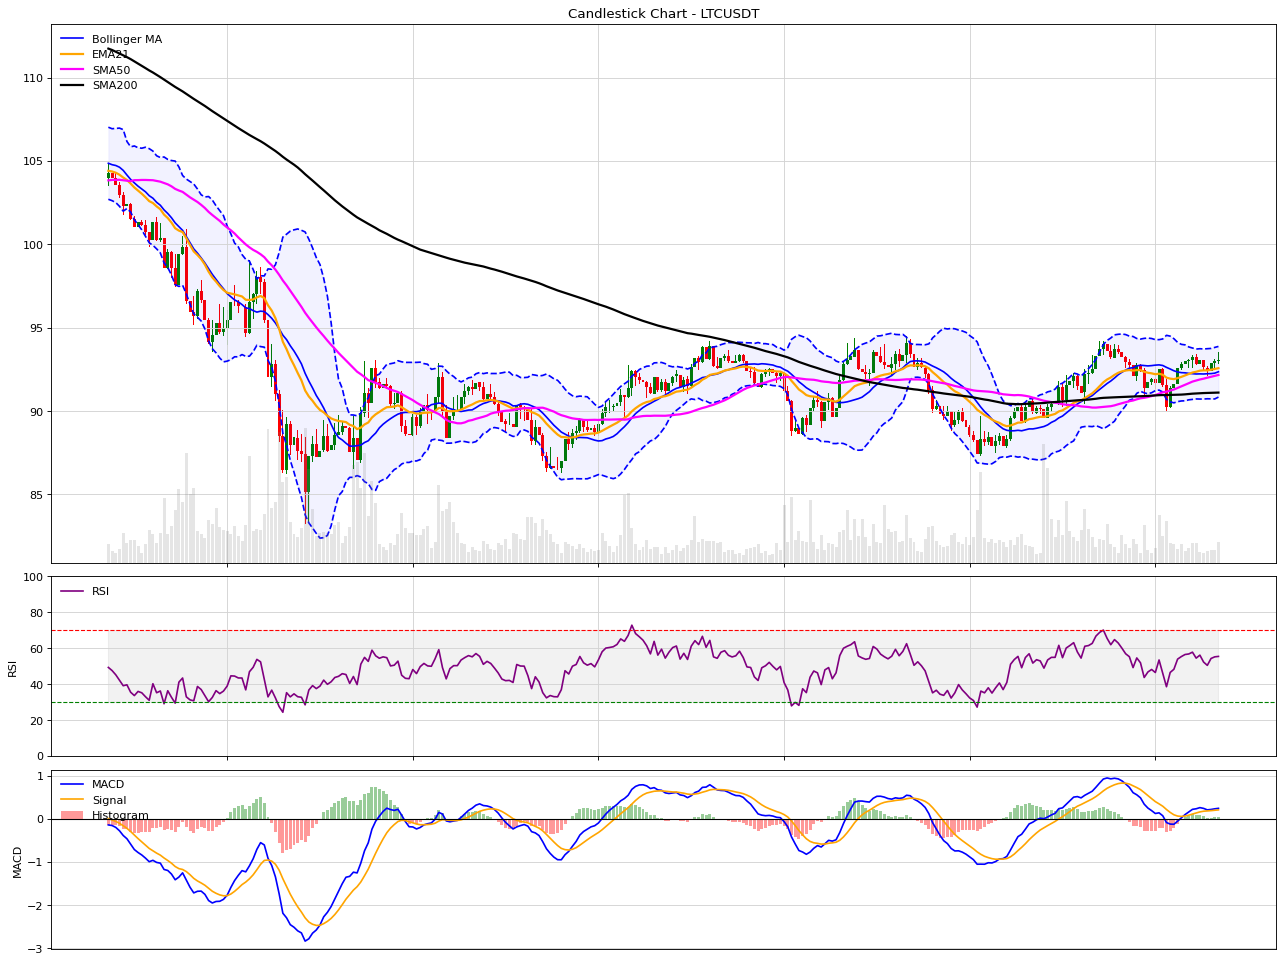 Candlestick Chart - LTCUSDT
Bollinger MA
EMA21
SMA50
SMA200
110
105
100
95
90
85
RSI
100
80
60
40
20
0
RSI
MACD
Signal
Histogram
1
0
−1
−2
−3
MACD